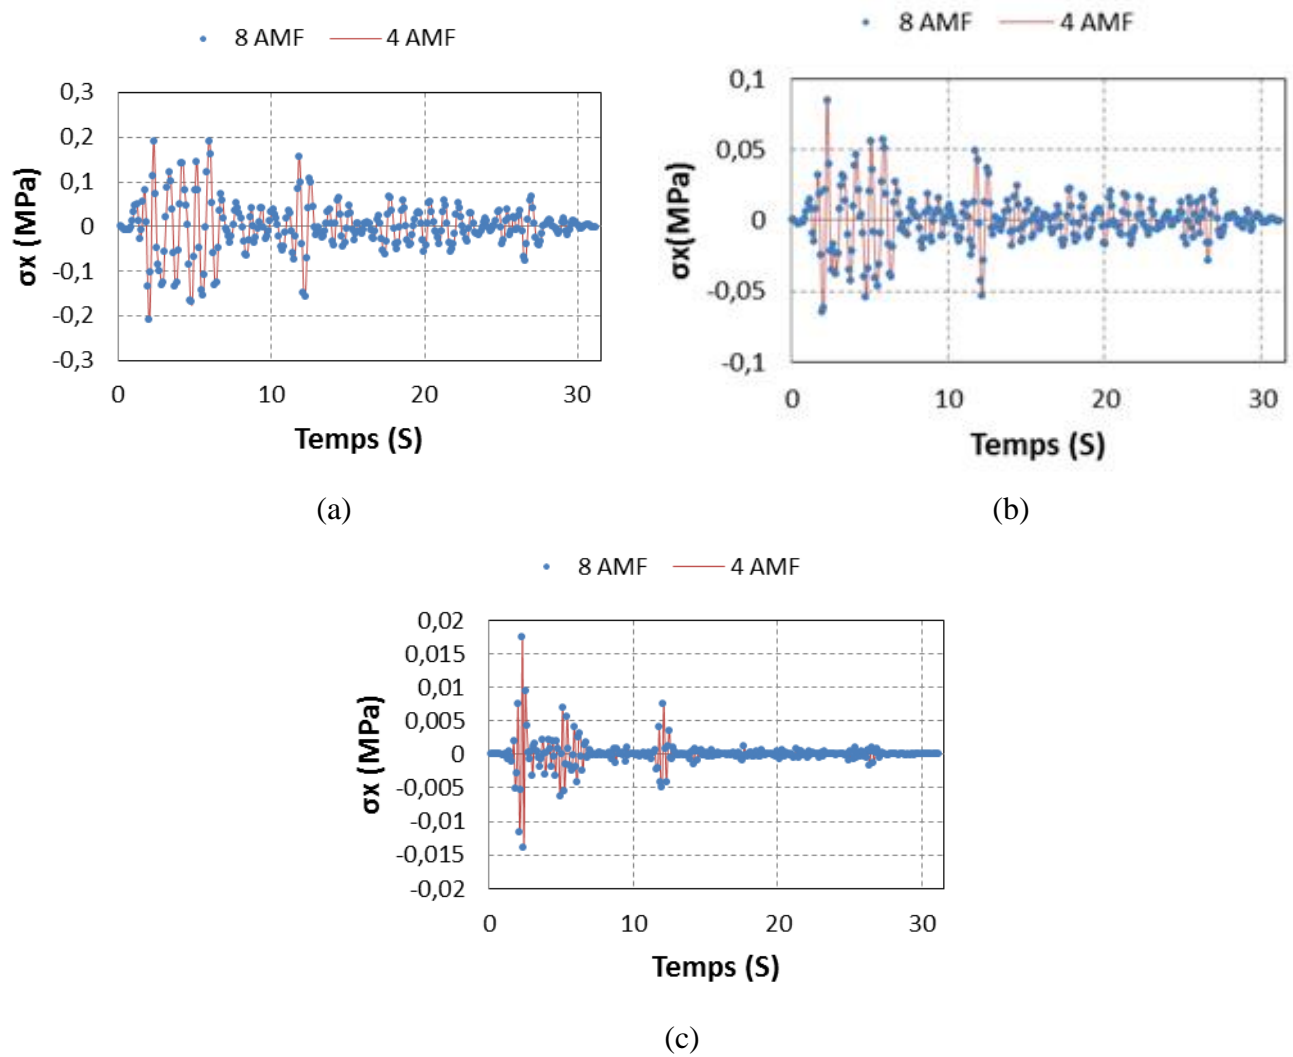 8 AMF 4 AMF
0,3
0,2
0,1
0
-0,1
-0,2
-0,3
σx (MPa)
0 10 20 30
Temps (S)
(a)
8 AMF 4 AMF
0,1
0,05
0
-0,05
-0,1
σx(MPa)
0 10 20 30
Temps (S)
(b)
8 AMF 4 AMF
0,02
0,015
0,01
0,005
0
-0,005
-0,01
-0,015
-0,02
σx (MPa)
0 10 20 30
Temps (S)
(c)